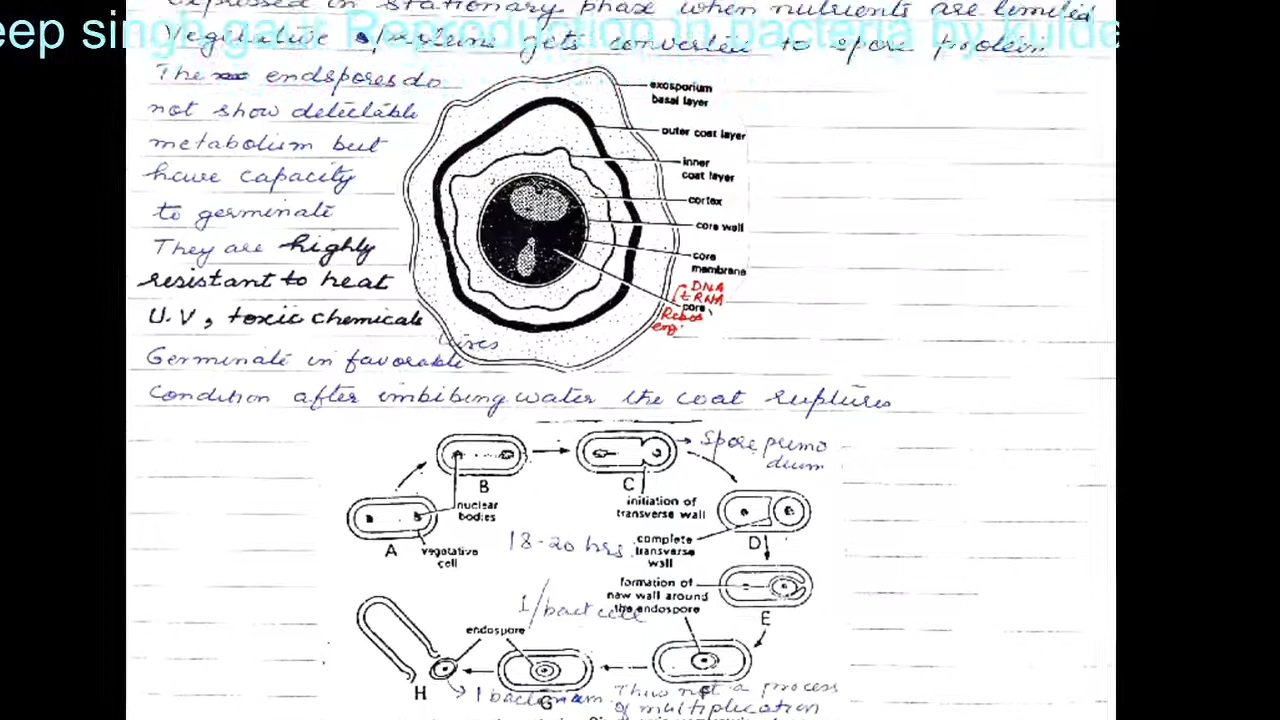 expressed in stationary phase when nutrients are limited
eep singh gar Reproduction in bacteria by kulde
Vegetative proteins gets converted to spore protein
The endspores do
not show detectable
metabolism but
have capacity
to germinate
They are highly
resistant to heat
U.V, toxic chemicals
Germinate in favorable
Condition after imbibing water the coat ruptures
exosporium
basal layer
outer coat layer
inner
coat layer
cortex
core wall
core
membrane
core
DNA
tRNA
Spore primo
dium
B
C
nuclear
bodies
initiation of
transverse wall
A
vegetative
cell
18-20 hrs
complete
transverse
wall
D
formation of
new wall around
the endospore
1/bact cell
E
endospore
H
G
F
1 bacterium. Thus not a process
of multiplication